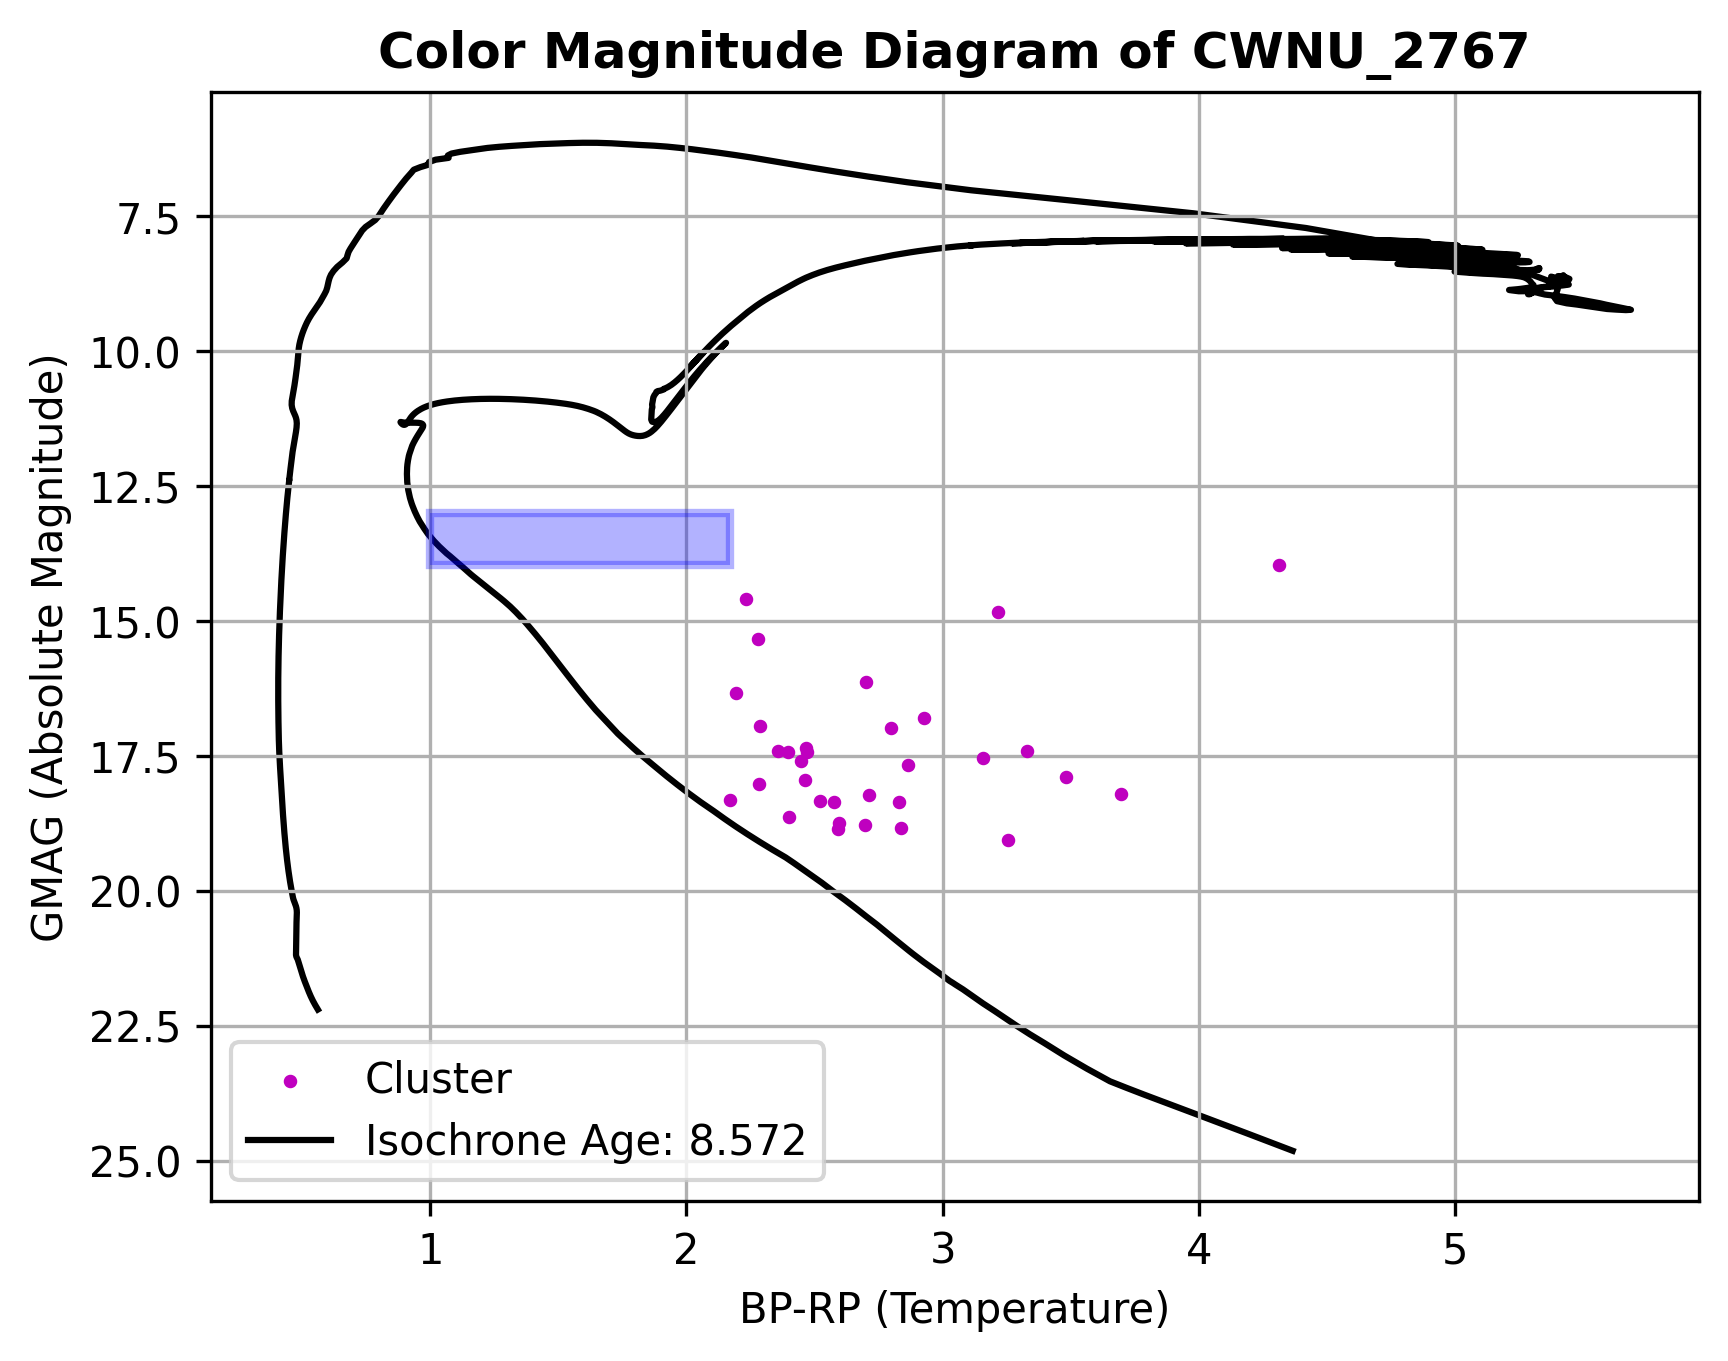 Color Magnitude Diagram of CWNU_2767
GMAG (Absolute Magnitude)
7.5
10.0
12.5
15.0
17.5
20.0
22.5
25.0
Cluster
Isochrone Age: 8.572
1 2 3 4 5
BP-RP (Temperature)